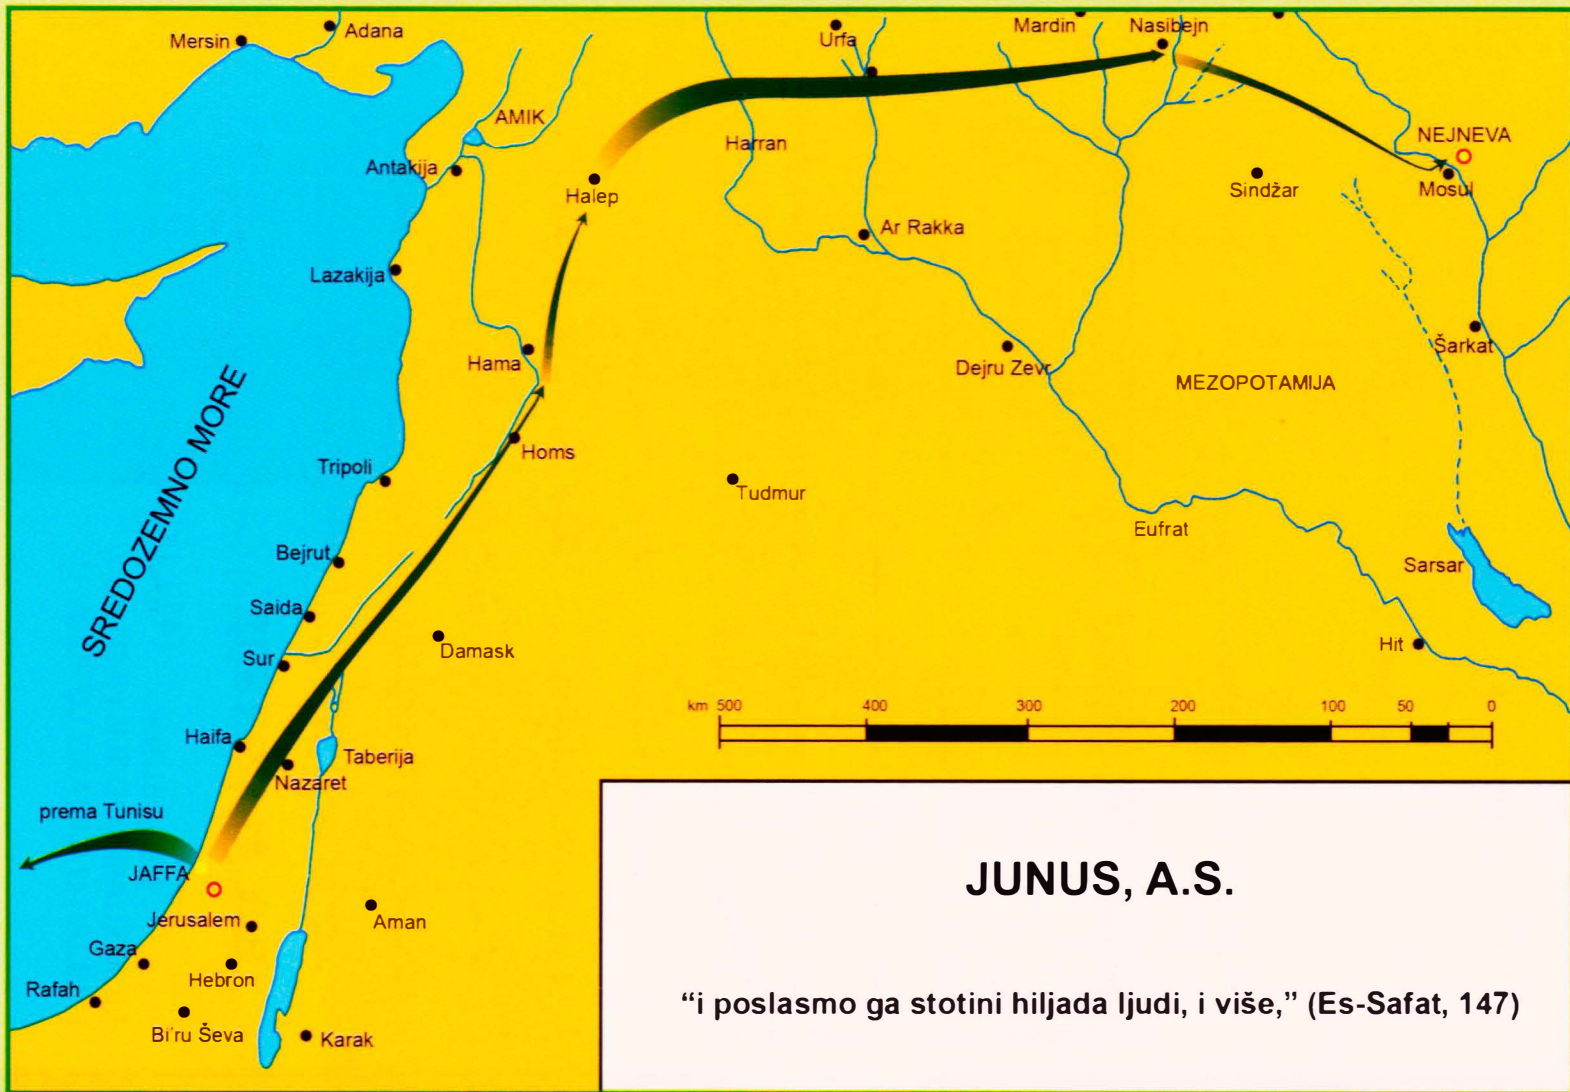 Mersin
Adana
Urfa
Mardin
Nasibejn
AMIK
Harran
NEJNEVA
Antakija
Halep
Sindžar
Mosul
Ar Rakka
Lazakija
Hama
Dejru Zevr
Šarkat
MEZOPOTAMIJA
SREDOZEMNO MORE
Homs
Tripoli
Tudmur
Eufrat
Bejrut
Sarsar
Saida
Sur
Damask
Hit
km 500 400 300 200 100 50 0
Haifa
Taberija
Nazaret
prema Tunisu
JAFFA
Jerusalem
Aman
Gaza
Hebron
Rafah
Bi'ru Ševa
Karak
JUNUS, A.S.
“i poslasmo ga stotini hiljada ljudi, i više,” (Es-Safat, 147)